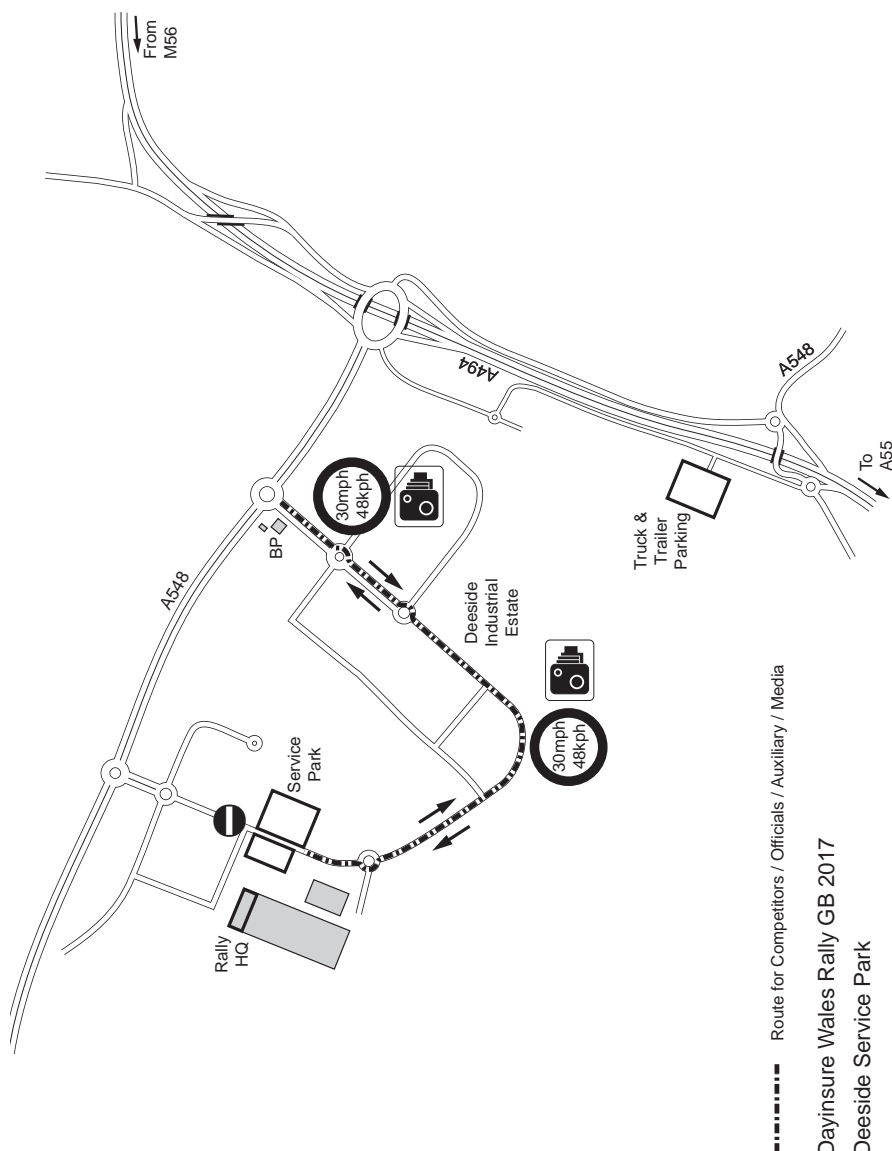 From
M56
A494
A548
To
A55
Truck &
Trailer
Parking
30mph
48kph
BP
A548
Deeside
Industrial
Estate
30mph
48kph
Service
Park
Rally
HQ
Route for Competitors / Officials / Auxiliary / Media
Dayinsure Wales Rally GB 2017
Deeside Service Park